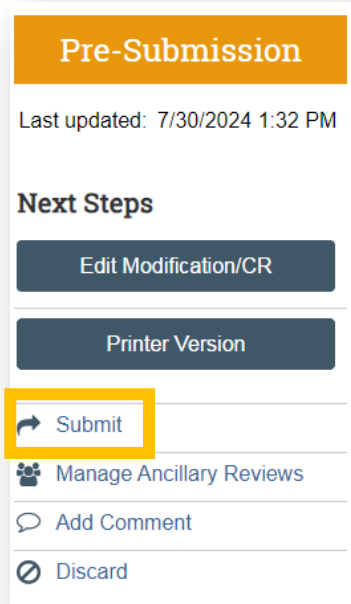 Pre-Submission
Last updated: 7/30/2024 1:32 PM
Next Steps
Edit Modification/CR
Printer Version
Submit
Manage Ancillary Reviews
Add Comment
Discard